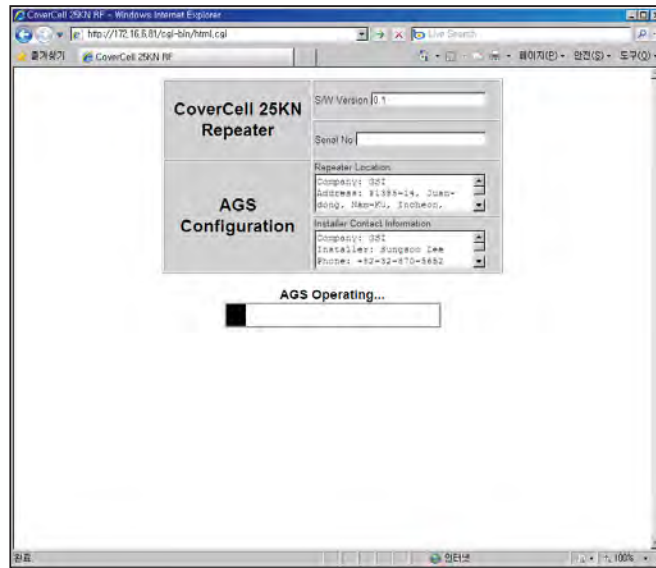 CoverCell 25KN RF - Windows Internet Explorer
http://172.16.6.81/cgi-bin/html.cgi
Live Search
즐겨찾기
CoverCell 25KN RF
페이지(P)
안전(S)
도구(O)
CoverCell 25KN
Repeater
S/W Version 0.1
Serial No
AGS
Configuration
Repeater Location
Company: GSI
Address: #1385-14, Juan-
dong, Nam-Ku, Incheon,
Installer Contact Information
Company: GSI
Installer: Sungsoo Lee
Phone: +82-32-870-5652
AGS Operating...
완료
인터넷
100%